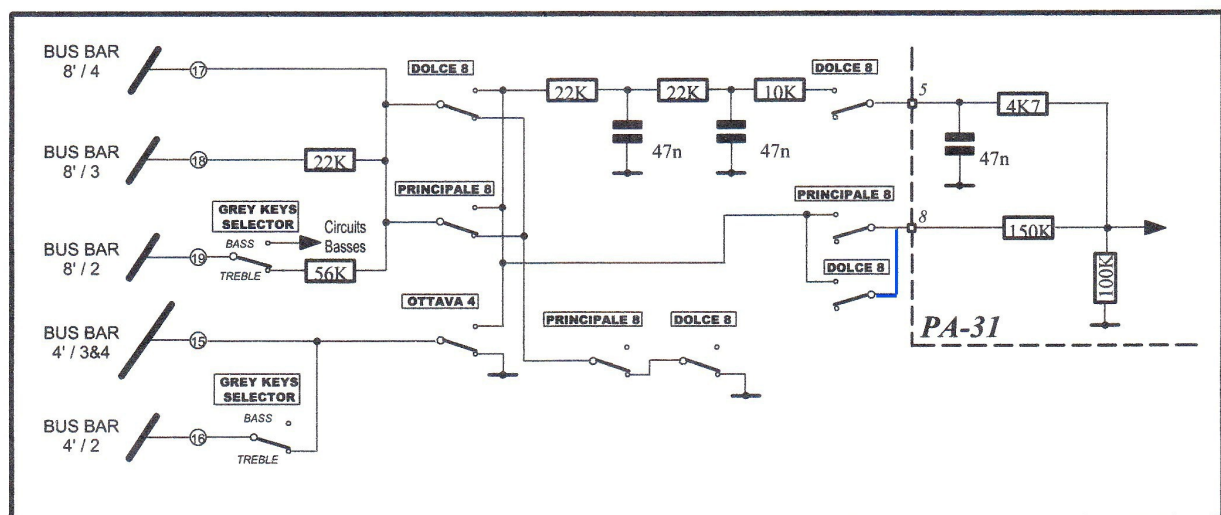 BUS BAR
8' / 4
17
DOLCE 8
22K
22K
10K
DOLCE 8
5
4K7
47n
47n
47n
BUS BAR
8' / 3
18
22K
PRINCIPALE 8
PRINCIPALE 8
8
150K
GREY KEYS
SELECTOR
Circuits
Basses
BASS
BUS BAR
8' / 2
19
TREBLE
56K
DOLCE 8
100K
OTTAVA 4
PRINCIPALE 8
DOLCE 8
PA-31
BUS BAR
4' / 3&4
15
GREY KEYS
SELECTOR
BASS
BUS BAR
4' / 2
16
TREBLE